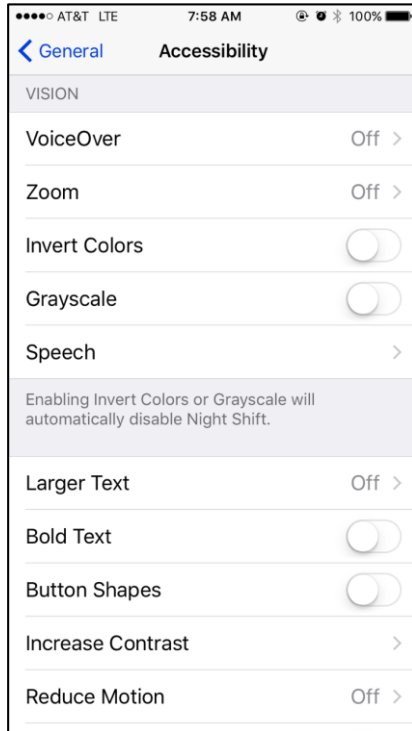 AT&T LTE 7:58 AM 100%
General Accessibility
VISION
VoiceOver Off
Zoom Off
Invert Colors
Grayscale
Speech
Enabling Invert Colors or Grayscale will
automatically disable Night Shift.
Larger Text Off
Bold Text
Button Shapes
Increase Contrast
Reduce Motion Off